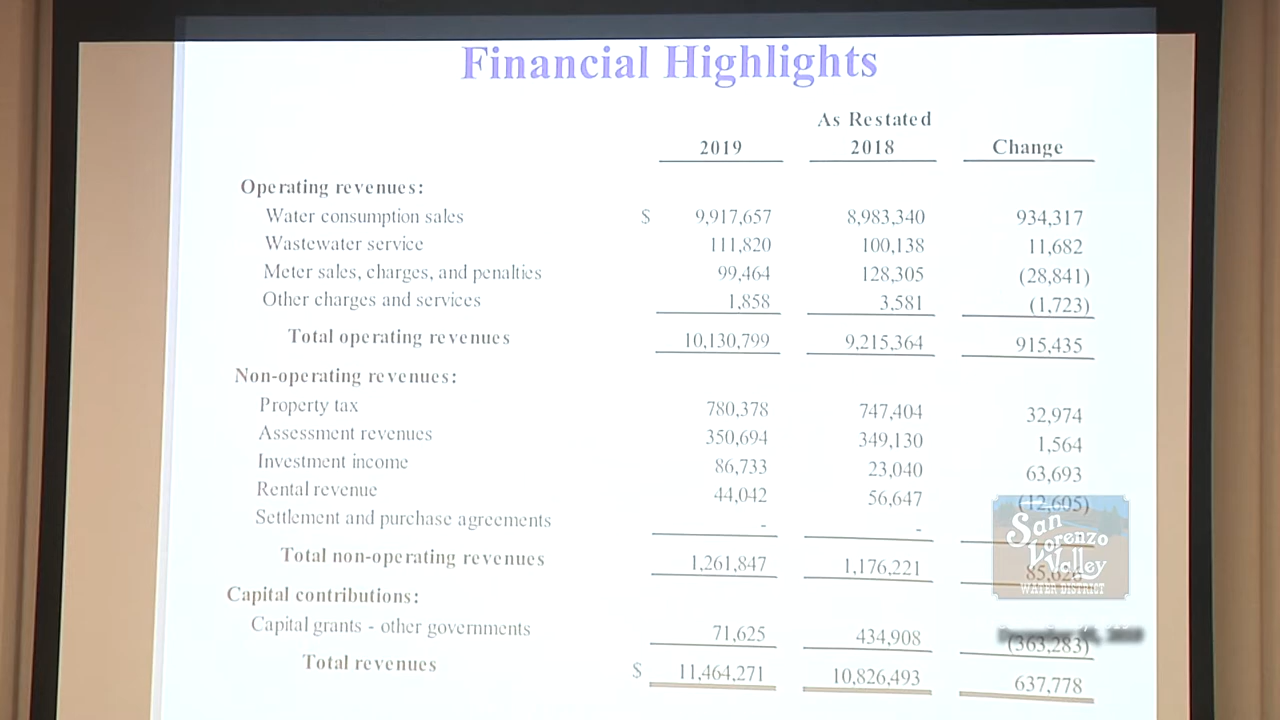 Financial Highlights
As Restated
2019 2018 Change
Operating revenues:
Water consumption sales $ 9,917,657 8,983,340 934,317
Wastewater service 111,820 100,138 11,682
Meter sales, charges, and penalties 99,464 128,305 (28,841)
Other charges and services 1,858 3,581 (1,723)
Total operating revenues 10,130,799 9,215,364 915,435
Non-operating revenues:
Property tax 780,378 747,404 32,974
Assessment revenues 350,694 349,130 1,564
Investment income 86,733 23,040 63,693
Rental revenue 44,042 56,647 (12,605)
Settlement and purchase agreements - -
Total non-operating revenues 1,261,847 1,176,221 85,626
Capital contributions:
Capital grants - other governments 71,625 434,908 (363,283)
Total revenues $ 11,464,271 10,826,493 637,778
San
Lorenzo
Valley
WATER DISTRICT